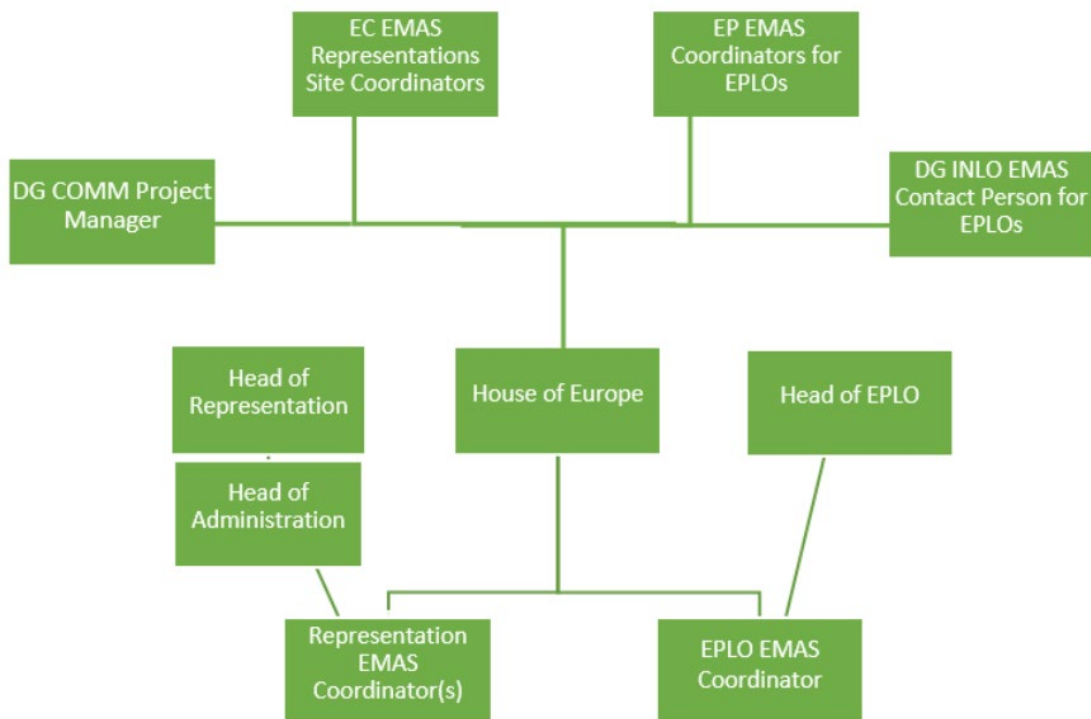 EC EMAS
Representations
Site Coordinators
EP EMAS
Coordinators for
EPLOs
DG COMM Project
Manager
DG INLO EMAS
Contact Person for
EPLOs
Head of
Representation
House of Europe
Head of EPLO
Head of
Administration
Representation
EMAS
Coordinator(s)
EPLO EMAS
Coordinator